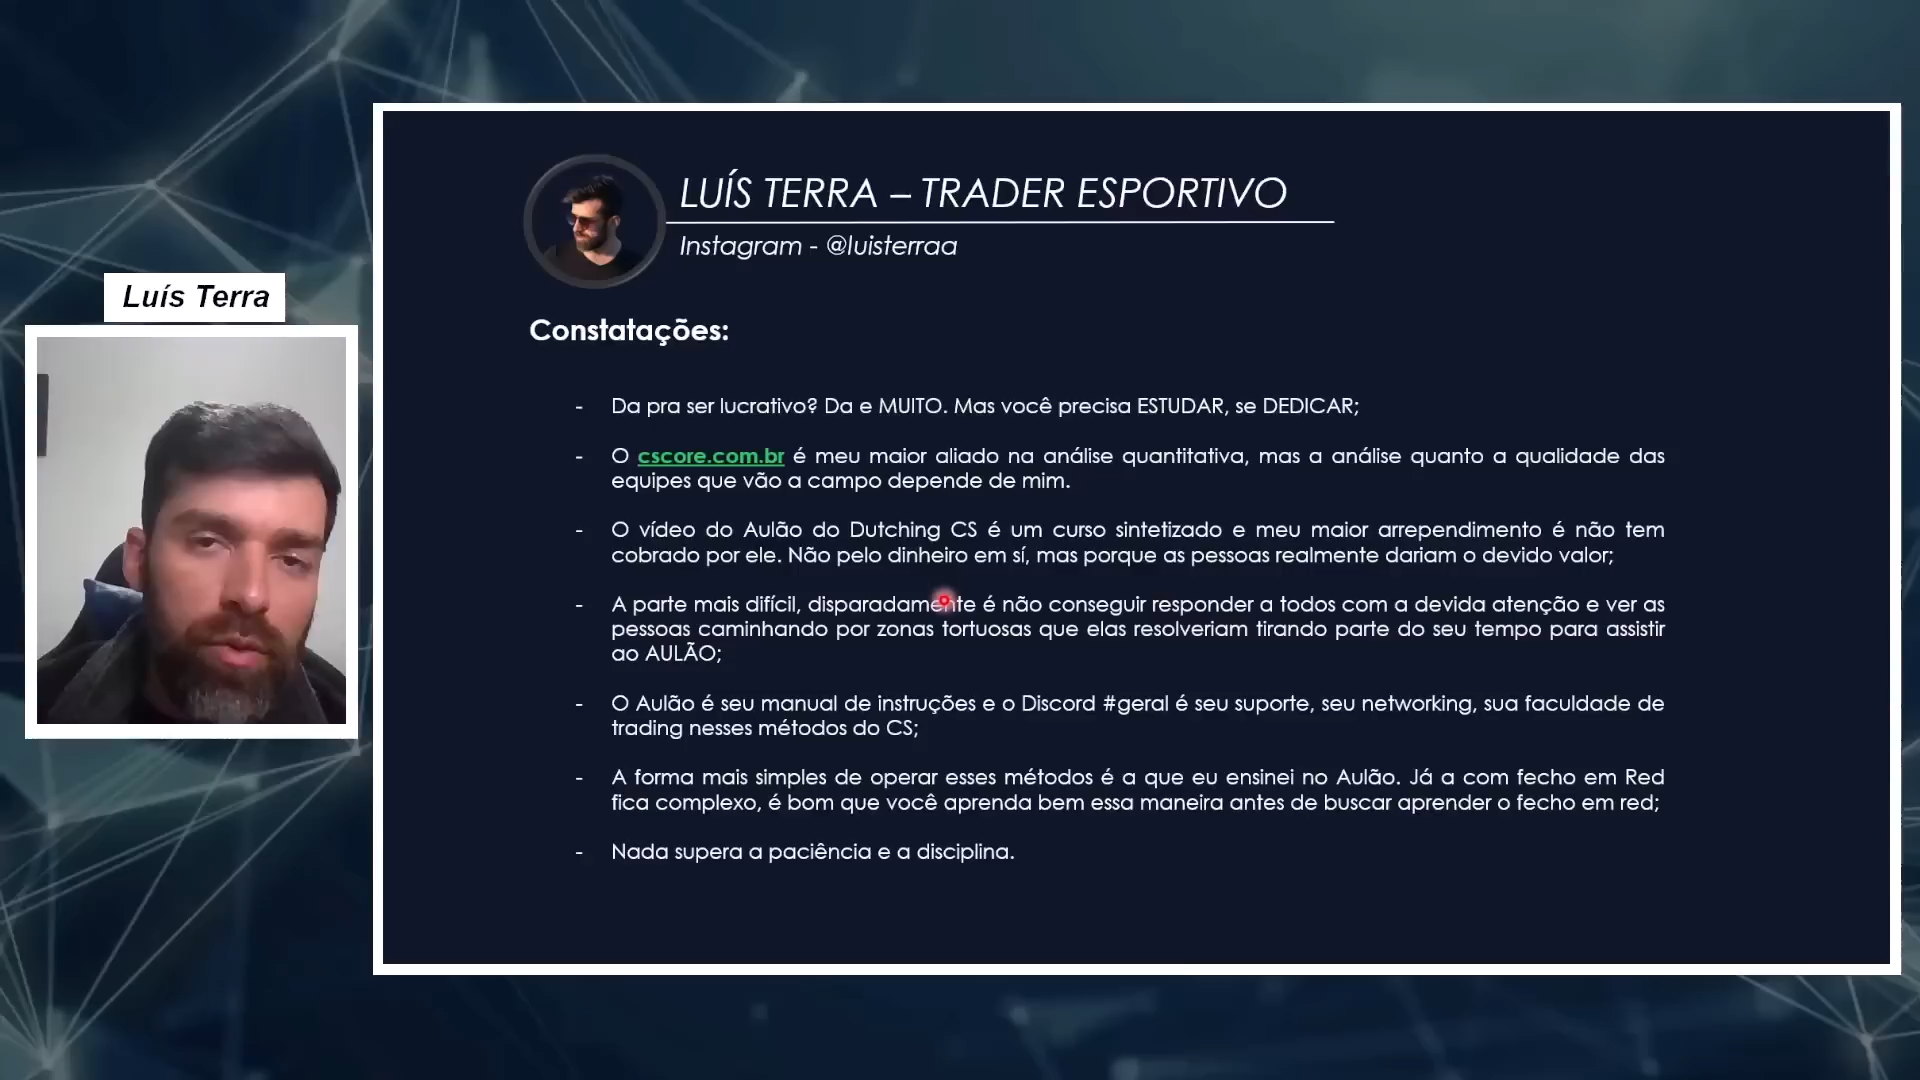 LUÍS TERRA – TRADER ESPORTIVO
Instagram - @luisterraa
Luís Terra
Constatações:
- Da pra ser lucrativo? Da e MUITO. Mas você precisa ESTUDAR, se DEDICAR;
- O cscore.com.br é meu maior aliado na análise quantitativa, mas a análise quanto a qualidade das
equipes que vão a campo depende de mim.
- O vídeo do Aulão do Dutching CS é um curso sintetizado e meu maior arrependimento é não tem
cobrado por ele. Não pelo dinheiro em sí, mas porque as pessoas realmente dariam o devido valor;
- A parte mais difícil, disparadamente é não conseguir responder a todos com a devida atenção e ver as
pessoas caminhando por zonas tortuosas que elas resolveriam tirando parte do seu tempo para assistir
ao AULÃO;
- O Aulão é seu manual de instruções e o Discord #geral é seu suporte, seu networking, sua faculdade de
trading nesses métodos do CS;
- A forma mais simples de operar esses métodos é a que eu ensinei no Aulão. Já a com fecho em Red
fica complexo, é bom que você aprenda bem essa maneira antes de buscar aprender o fecho em red;
- Nada supera a paciência e a disciplina.